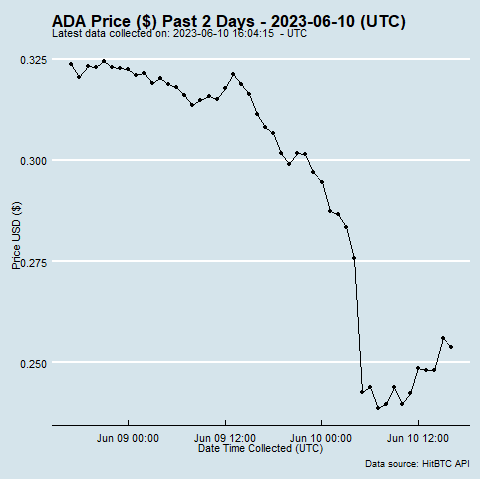 ADA Price ($) Past 2 Days - 2023-06-10 (UTC)
Latest data collected on: 2023-06-10 16:04:15  - UTC
0.325
0.300
0.275
0.250
Price USD ($)
Jun 09 00:00
Jun 09 12:00
Jun 10 00:00
Jun 10 12:00
Date Time Collected (UTC)
Data source: HitBTC API